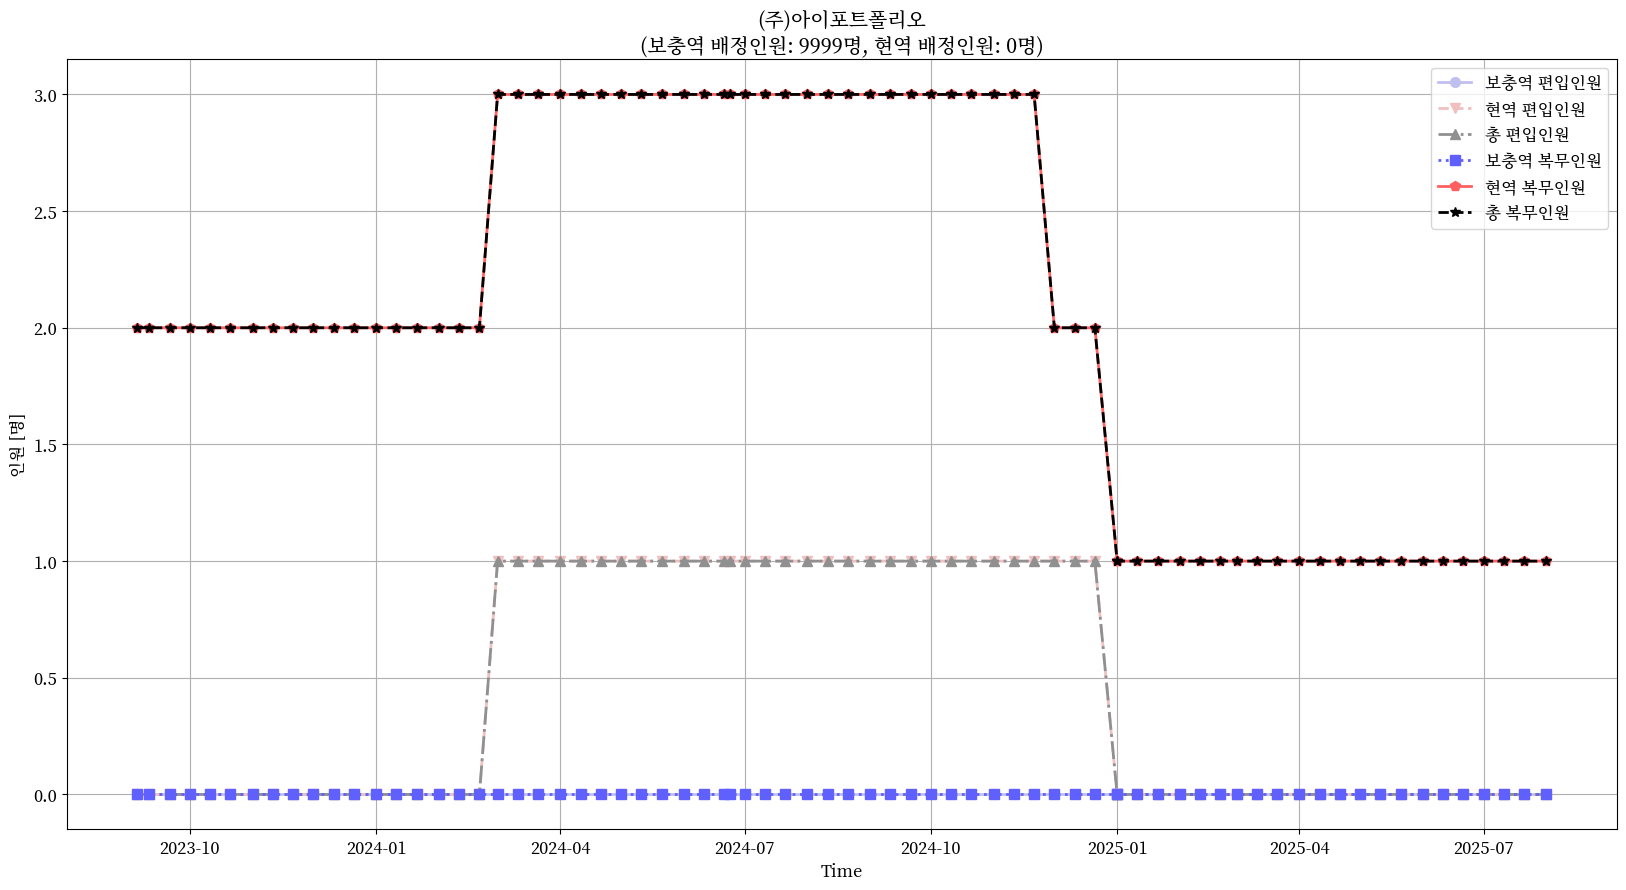 (주)아이포트폴리오
(보충역 배정인원: 9999명, 현역 배정인원: 0명)
보충역 편입인원
현역 편입인원
총 편입인원
보충역 복무인원
현역 복무인원
총 복무인원
인원 [명]
3.0
2.5
2.0
1.5
1.0
0.5
0.0
2023-10
2024-01
2024-04
2024-07
2024-10
2025-01
2025-04
2025-07
Time